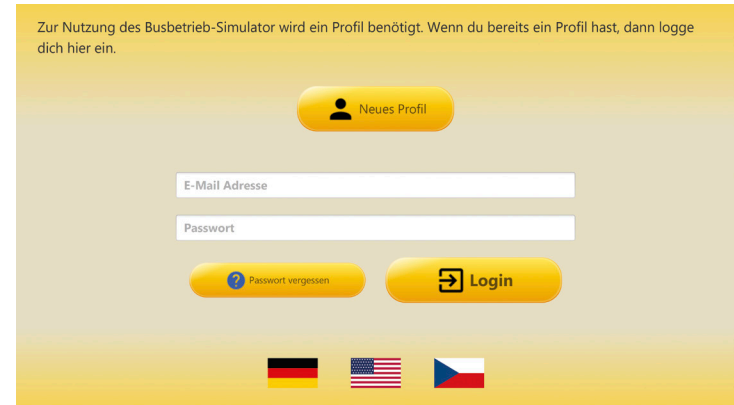 Zur Nutzung des Busbetrieb-Simulator wird ein Profil benötigt. Wenn du bereits ein Profil hast, dann logge
dich hier ein.
Neues Profil
E-Mail Adresse
Passwort
? Passwort vergessen
Login